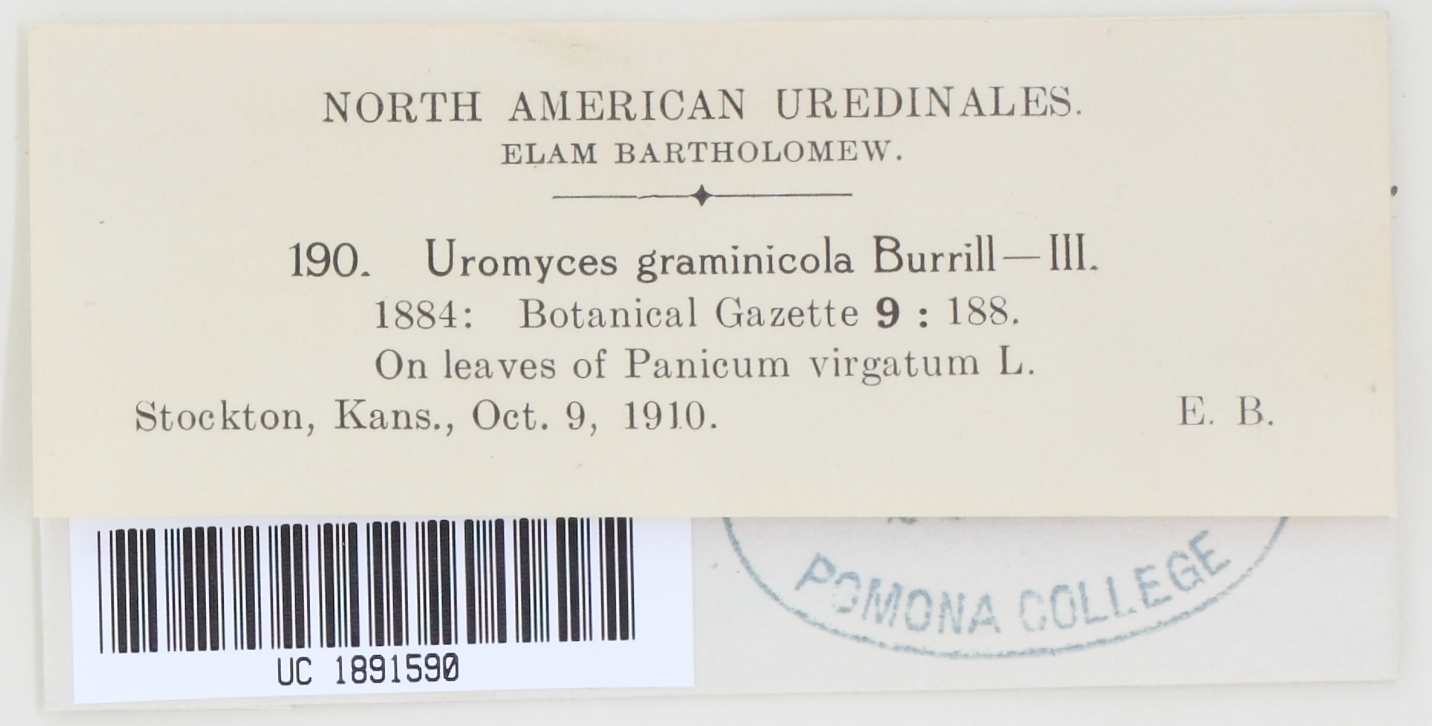 NORTH AMERICAN UREDINALES.
ELAM BARTHOLOMEW.
190. Uromyces graminicola Burrill—III.
1884: Botanical Gazette 9 : 188.
On leaves of Panicum virgatum L.
Stockton, Kans., Oct. 9, 1910. E. B.
POMONA COLLEGE
UC 1891590